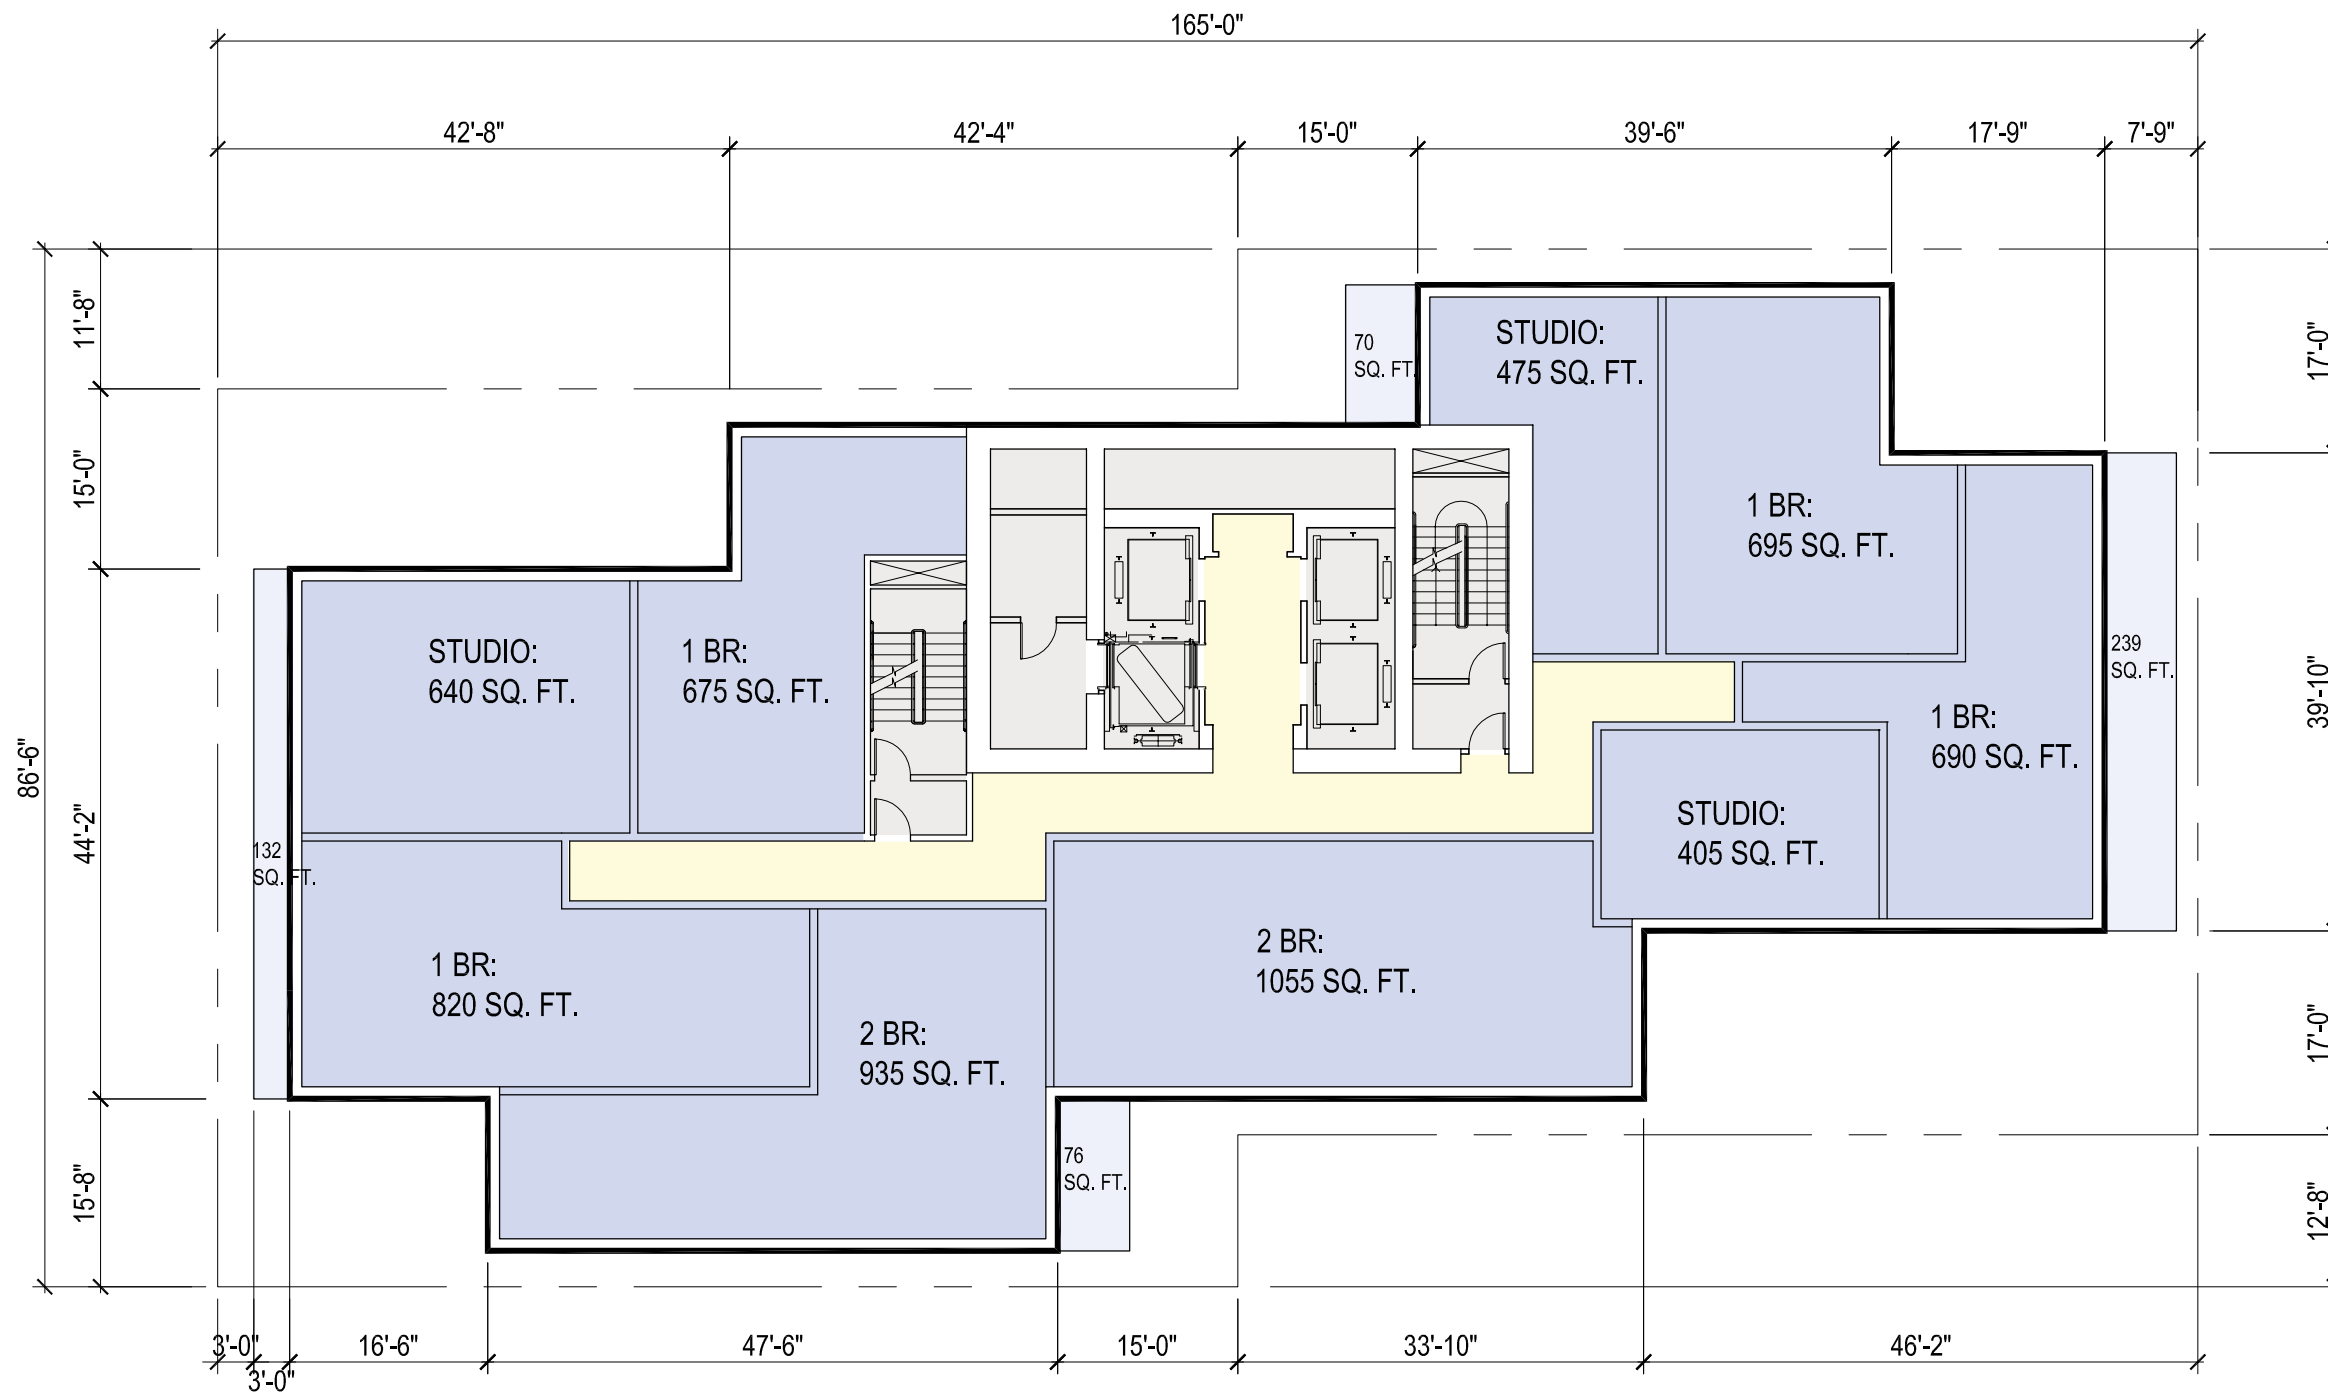 165'-0"
42'-8"
42'-4"
15'-0"
39'-6"
17'-9"
7'-9"
11'-8"
15'-0"
86'-6"
44'-2"
15'-8"
17'-0"
39'-10"
17'-0"
12'-8"
70
SQ. FT.
STUDIO:
475 SQ. FT.
1 BR:
695 SQ. FT.
STUDIO:
640 SQ. FT.
1 BR:
675 SQ. FT.
239
SQ. FT.
1 BR:
690 SQ. FT.
STUDIO:
405 SQ. FT.
132
SQ. FT.
1 BR:
820 SQ. FT.
2 BR:
1055 SQ. FT.
2 BR:
935 SQ. FT.
76
SQ. FT.
3'-0"
3'-0"
16'-6"
47'-6"
15'-0"
33'-10"
46'-2"